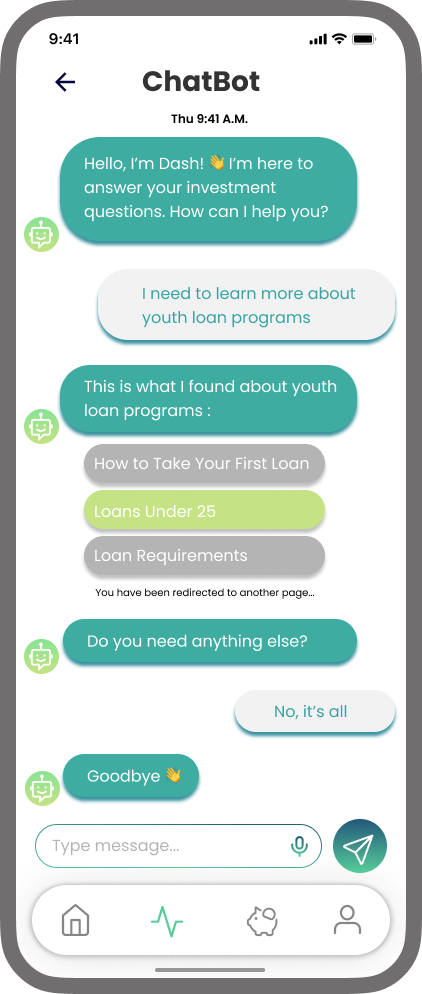 9:41
ChatBot
Thu 9:41 A.M.
Hello, I’m Dash! 👋 I’m here to
answer your investment
questions. How can I help you?
I need to learn more about
youth loan programs
This is what I found about youth
loan programs :
How to Take Your First Loan
Loans Under 25
Loan Requirements
You have been redirected to another page...
Do you need anything else?
No, it’s all
Goodbye 👋
Type message...